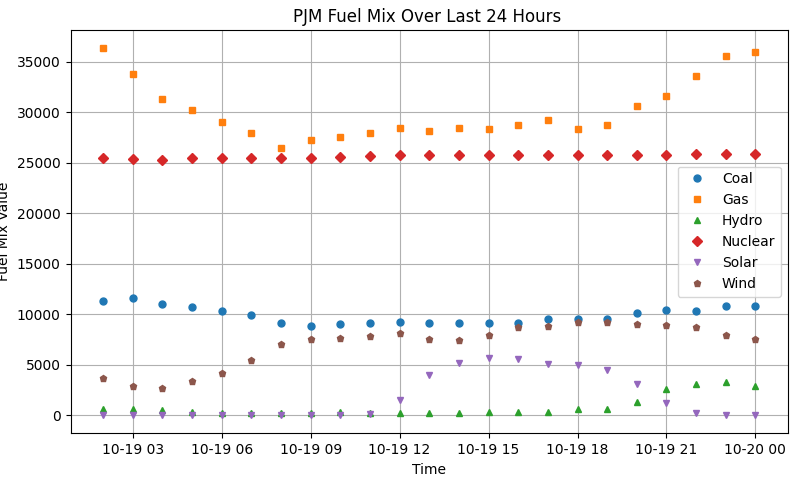 PJM Fuel Mix Over Last 24 Hours
Fuel Mix Value
35000
30000
25000
20000
15000
10000
5000
0
Coal
Gas
Hydro
Nuclear
Solar
Wind
10-19 03 10-19 06 10-19 09 10-19 12 10-19 15 10-19 18 10-19 21 10-20 00
Time